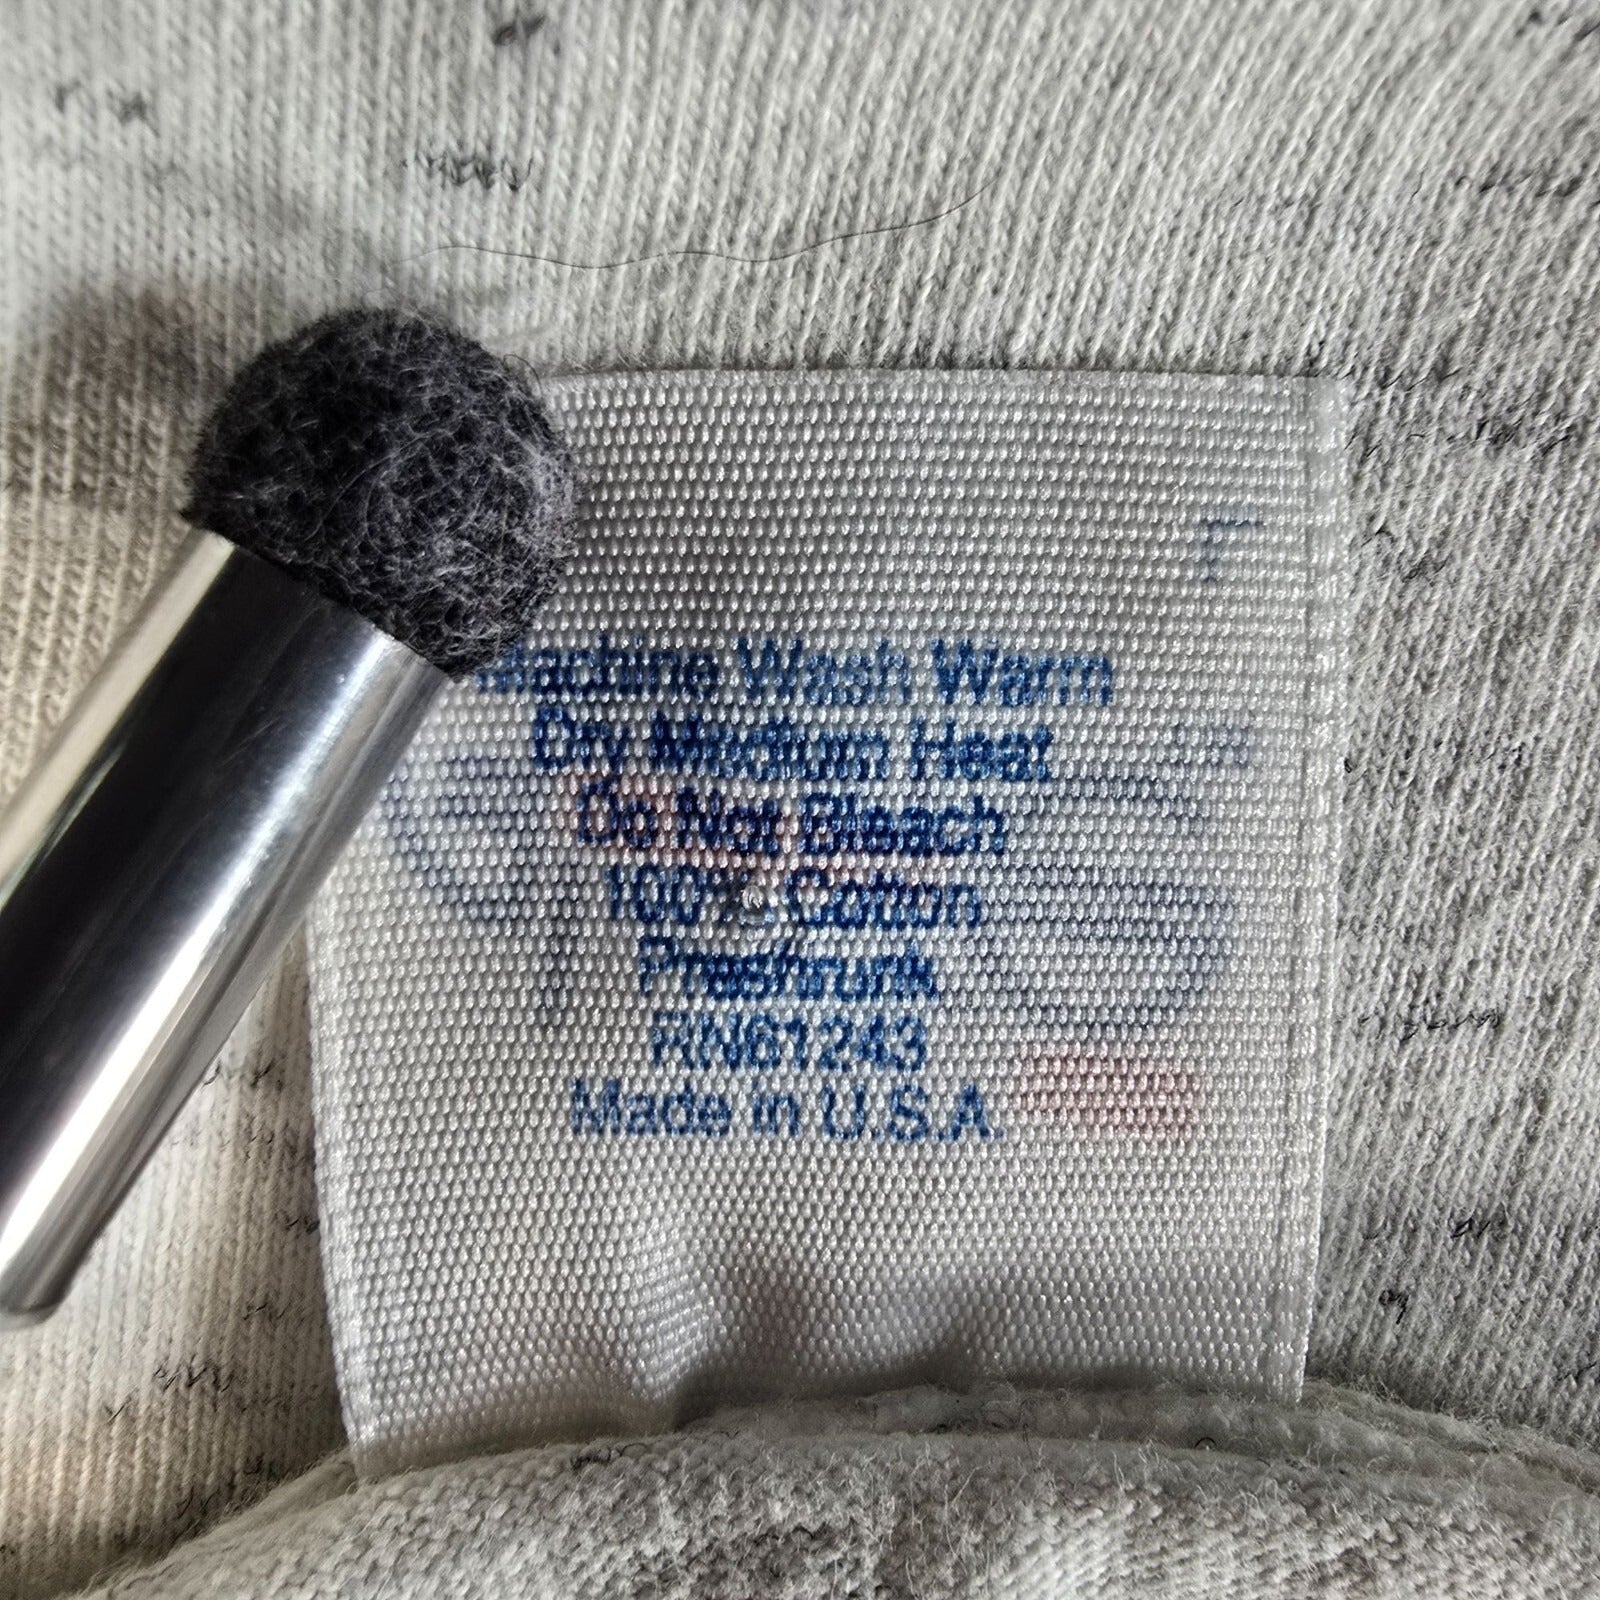 Machine Wash Warm
Dry Medium Heat
Do Not Bleach
100% Cotton
Preshrunk
RN61243
Made in U.S.A.